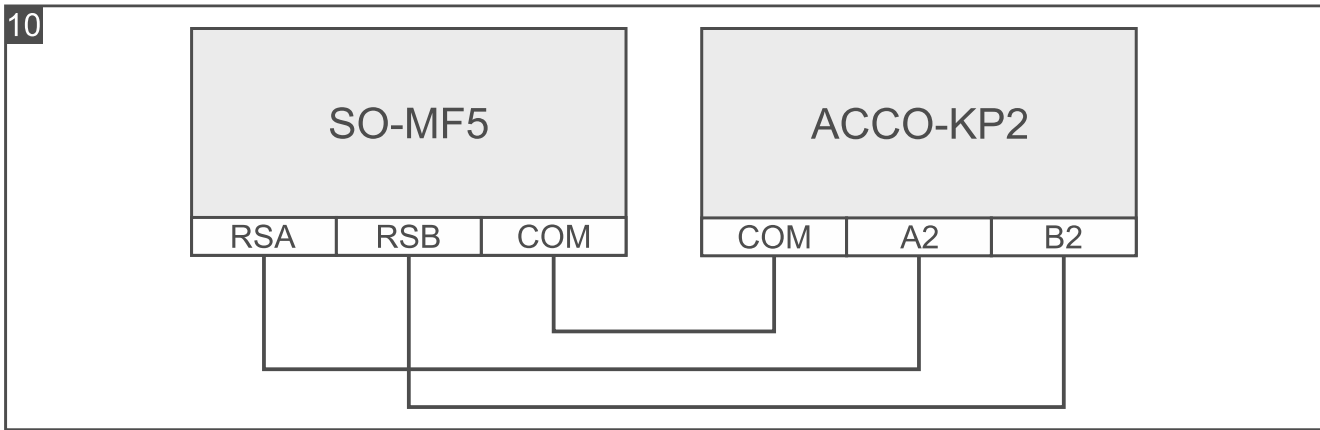 10
SO-MF5
ACCO-KP2
RSA RSB COM
COM A2 B2